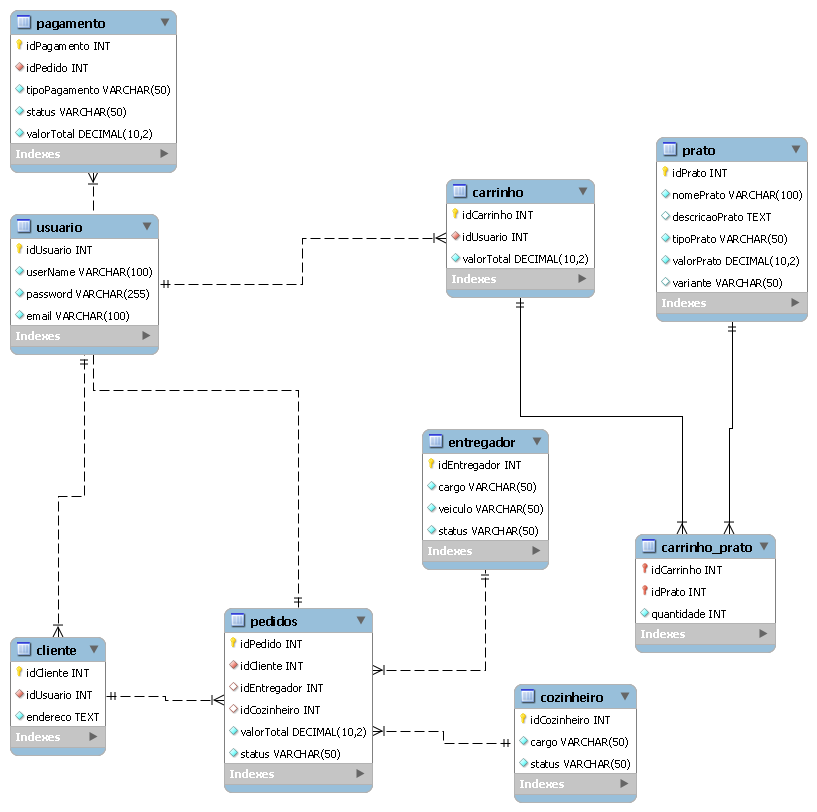 pagamento
idPagamento INT
idPedido INT
tipoPagamento VARCHAR(50)
status VARCHAR(50)
valorTotal DECIMAL(10,2)
Indexes
usuario
idUsuario INT
userName VARCHAR(100)
password VARCHAR(255)
email VARCHAR(100)
Indexes
carrinho
idCarrinho INT
idUsuario INT
valorTotal DECIMAL(10,2)
Indexes
prato
idPrato INT
nomePrato VARCHAR(100)
descricaoPrato TEXT
tipoPrato VARCHAR(50)
valorPrato DECIMAL(10,2)
variante VARCHAR(50)
Indexes
entregador
idEntregador INT
cargo VARCHAR(50)
veiculo VARCHAR(50)
status VARCHAR(50)
Indexes
carrinho_prato
idCarrinho INT
idPrato INT
quantidade INT
Indexes
cliente
idCliente INT
idUsuario INT
endereco TEXT
Indexes
pedidos
idPedido INT
idCliente INT
idEntregador INT
idCozinheiro INT
valorTotal DECIMAL(10,2)
status VARCHAR(50)
Indexes
cozinheiro
idCozinheiro INT
cargo VARCHAR(50)
status VARCHAR(50)
Indexes